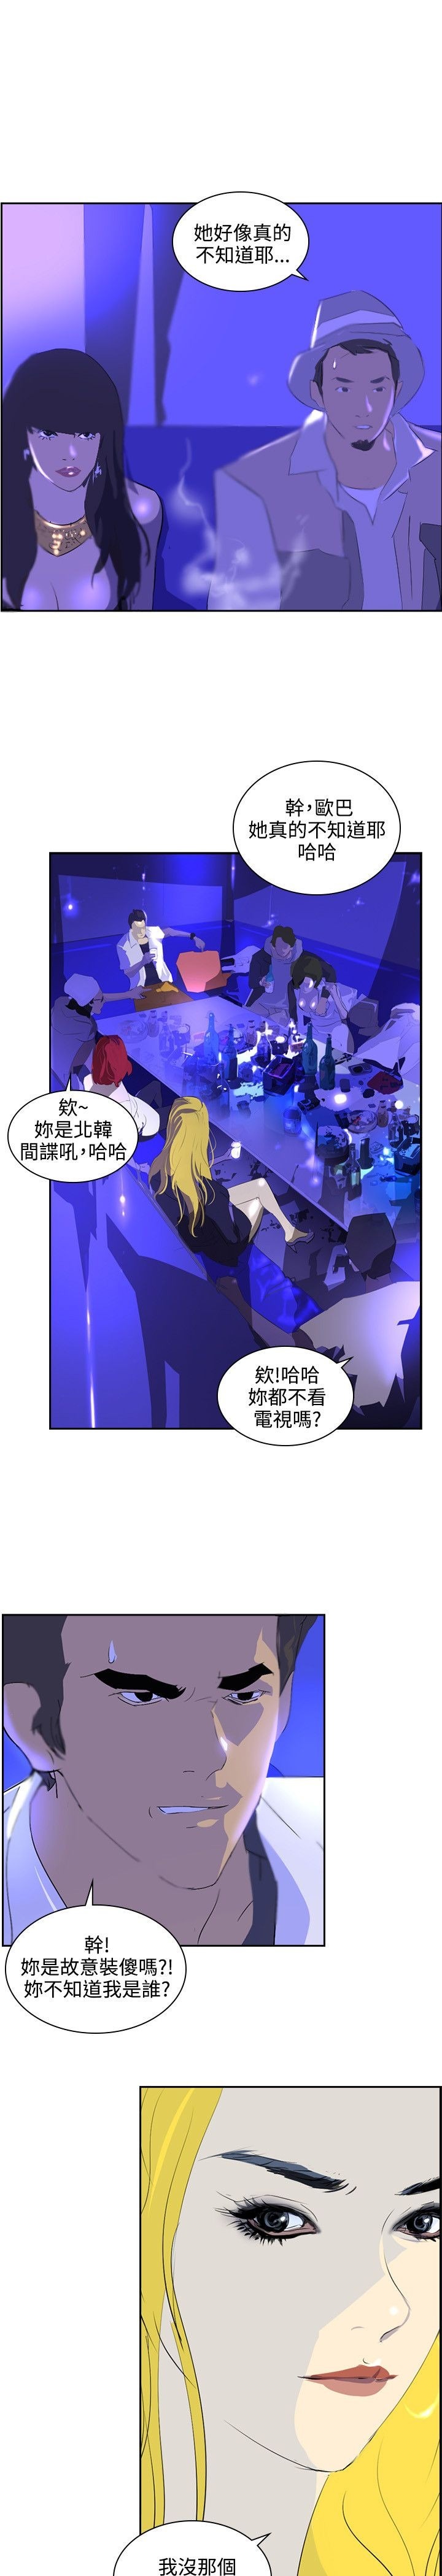 她好像真的
不知道耶...
幹,歐巴
她真的不知道耶
哈哈
欸~
妳是北韓
間諜吼,哈哈
欸!哈哈
妳都不看
電視嗎?
幹!
妳是故意裝傻嗎?!
妳不知道我是誰?
我沒那個